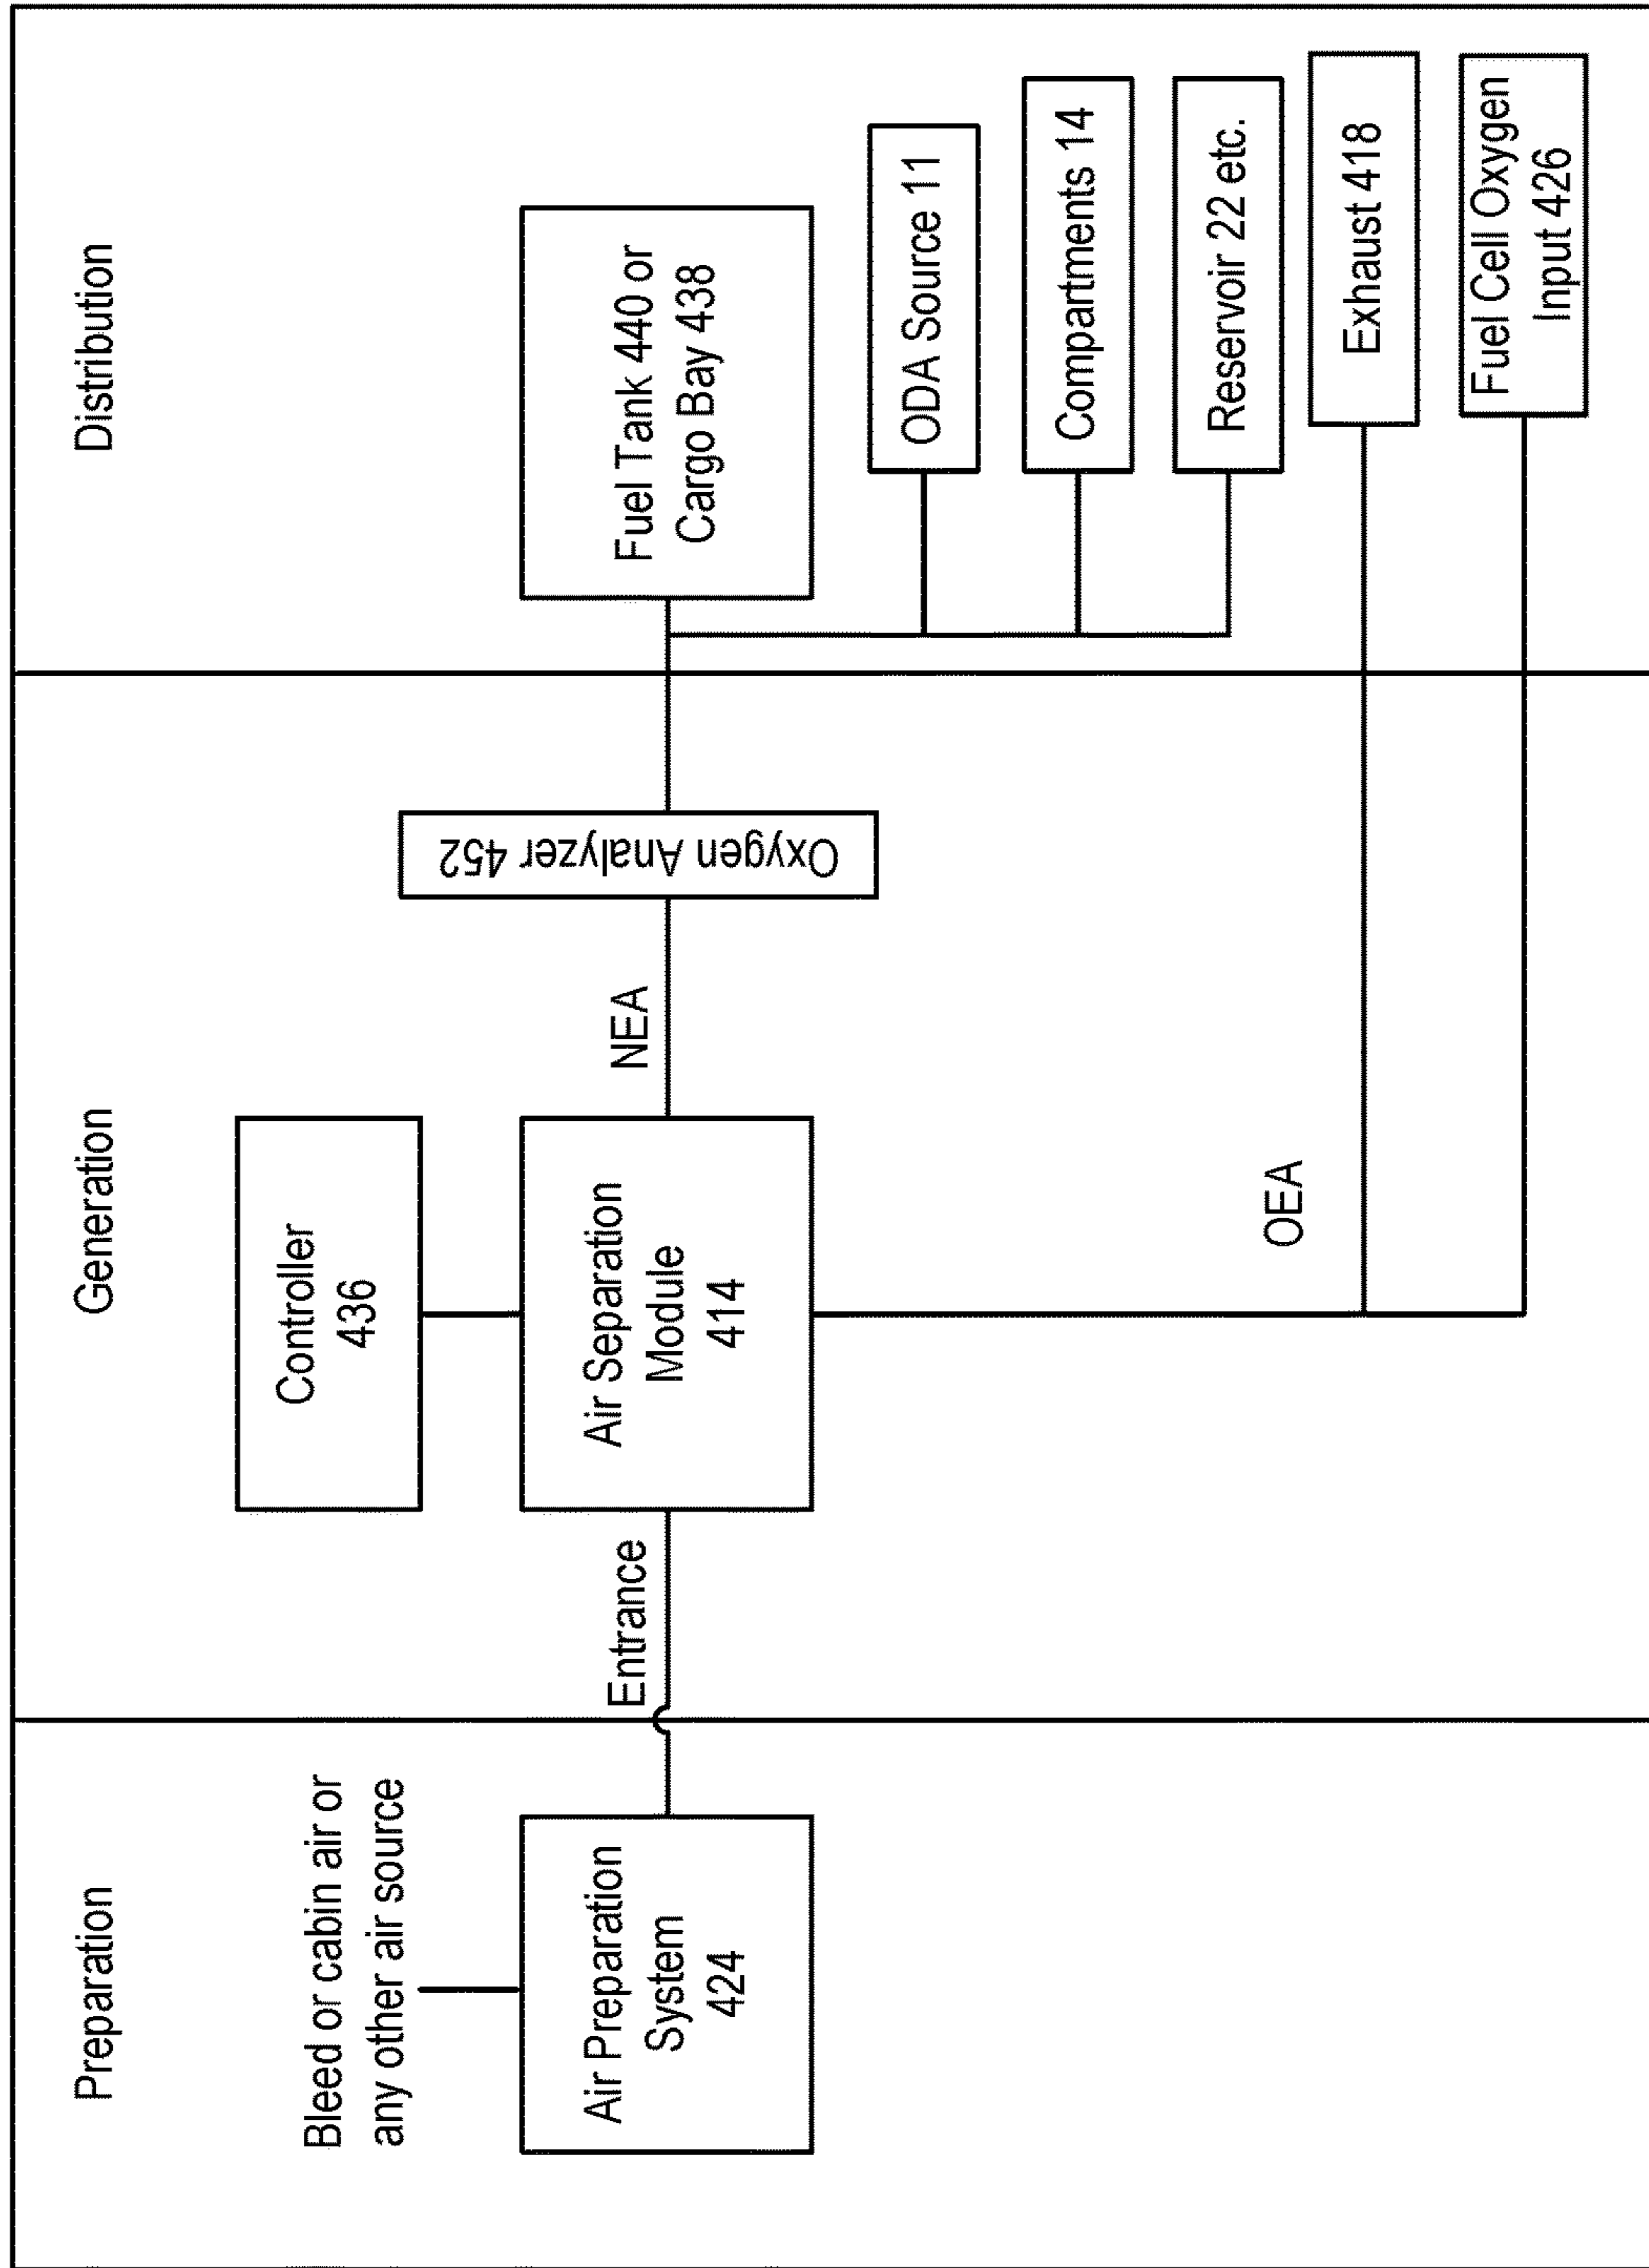 Preparation
Bleed or cabin air or
any other air source
Air Preparation
System
424
Generation
Controller
436
Entrance
Air Separation
Module
414
NEA
Oxygen Analyzer 452
OEA
Distribution
Fuel Tank 440 or
Cargo Bay 438
ODA Source 11
Compartments 14
Reservoir 22 etc.
Exhaust 418
Fuel Cell Oxygen
Input 426